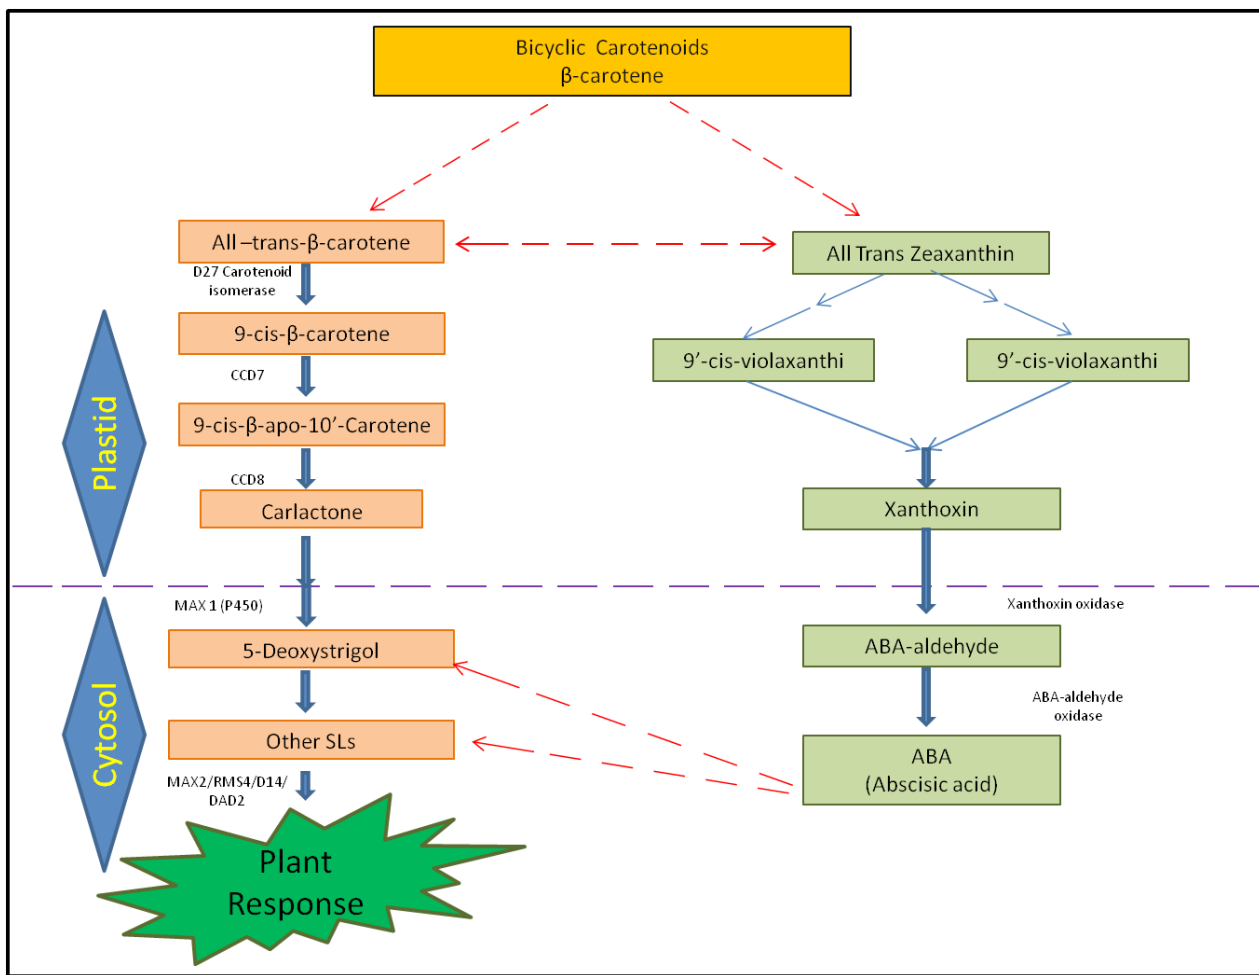 Bicyclic Carotenoids
β-carotene
All –trans-β-carotene
All Trans Zeaxanthin
D27 Carotenoid
isomerase
9-cis-β-carotene
9′-cis-violaxanthi
9′-cis-violaxanthi
CCD7
9-cis-β-apo-10′-Carotene
Plastid
CCD8
Carlactone
Xanthoxin
MAX 1 (P450)
Xanthoxin oxidase
5-Deoxystrigol
ABA-aldehyde
ABA-aldehyde
oxidase
Cytosol
Other SLs
ABA
(Abscisic acid)
MAX2/RMS4/D14/
DAD2
Plant
Response